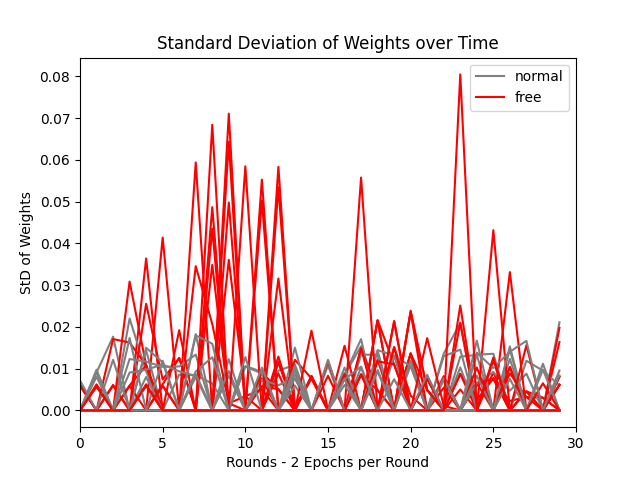 Standard Deviation of Weights over Time
normal
free
StD of Weights
0.08
0.07
0.06
0.05
0.04
0.03
0.02
0.01
0.00
0 5 10 15 20 25 30
Rounds - 2 Epochs per Round